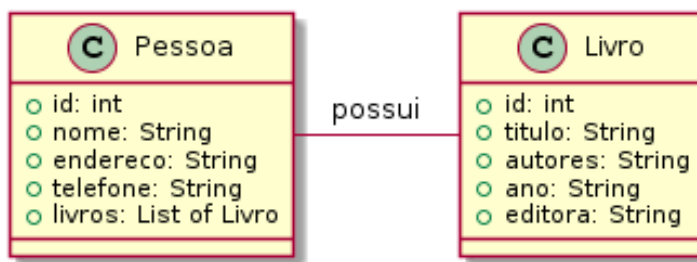 C Pessoa
id: int
nome: String
endereco: String
telefone: String
livros: List of Livro
possui
C Livro
id: int
titulo: String
autores: String
ano: String
editora: String